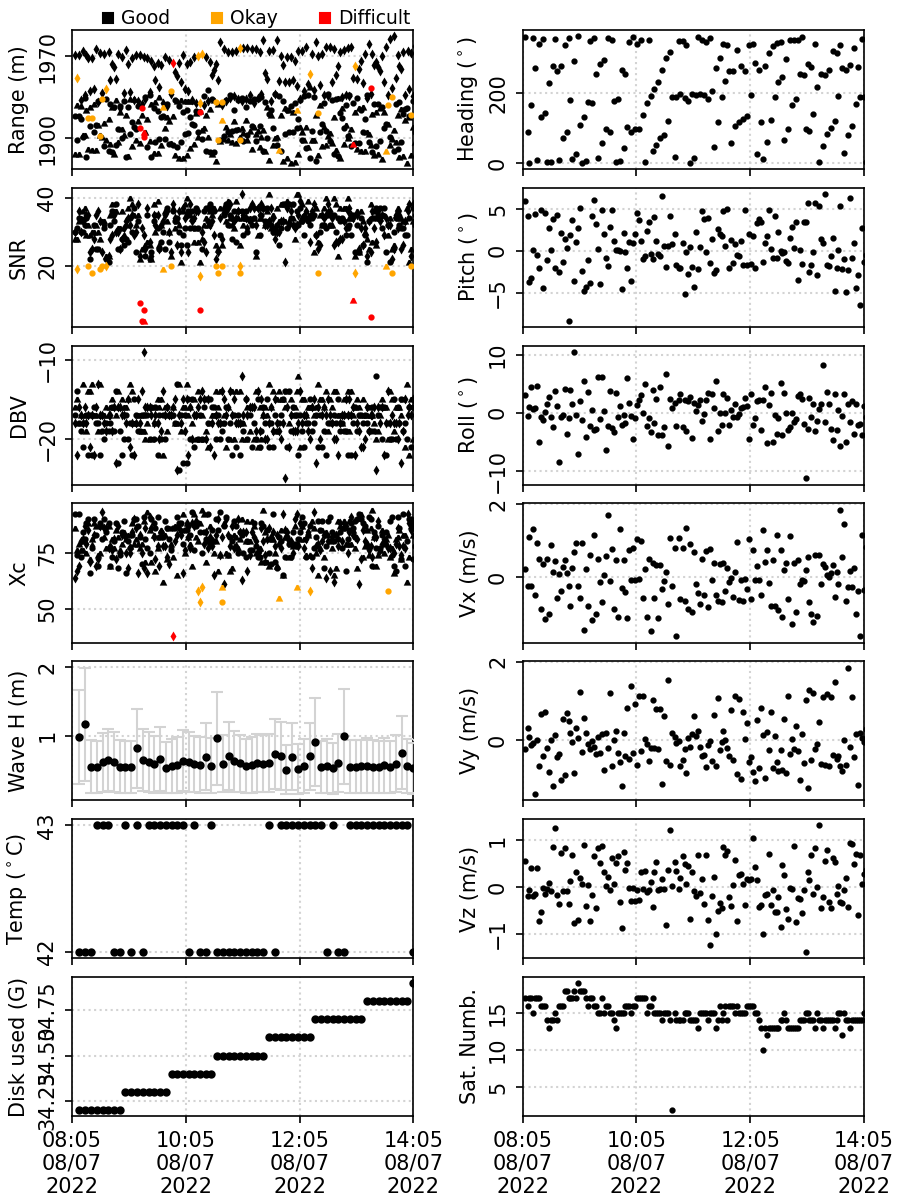 Good Okay Difficult
Range (m) 1970 1900
Heading (°) 200 0
SNR 40 20
Pitch (°) 5 0 −5
DBV −10 −20
Roll (°) 10 0 −10
Xc 75 50
Vx (m/s) 2 0
Wave H (m) 2 1
Vy (m/s) 2 0
Temp (°C) 43 42
Vz (m/s) 1 0 −1
Disk used (G) 34.75 34.50 34.25
Sat. Numb. 15 10 5
08:05 10:05 12:05 14:05 08:05 10:05 12:05 14:05
08/07 08/07 08/07 08/07 08/07 08/07 08/07 08/07
2022 2022 2022 2022 2022 2022 2022 2022